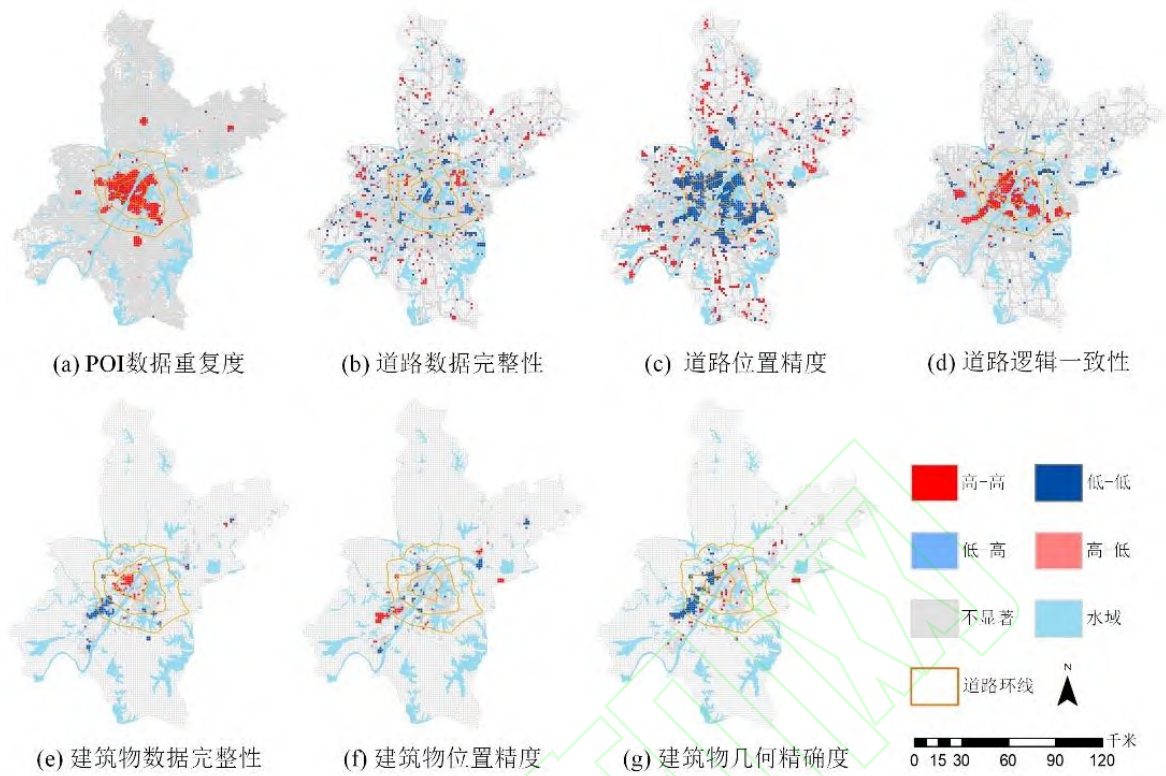 (a) POI数据重复度
(b) 道路数据完整性
(c) 道路位置精度
(d) 道路逻辑一致性
高-高
低-低
低-高
高-低
不显著
水域
道路环线
N
千米
0 15 30 60 90 120
(e) 建筑物数据完整性
(f) 建筑物位置精度
(g) 建筑物几何精确度